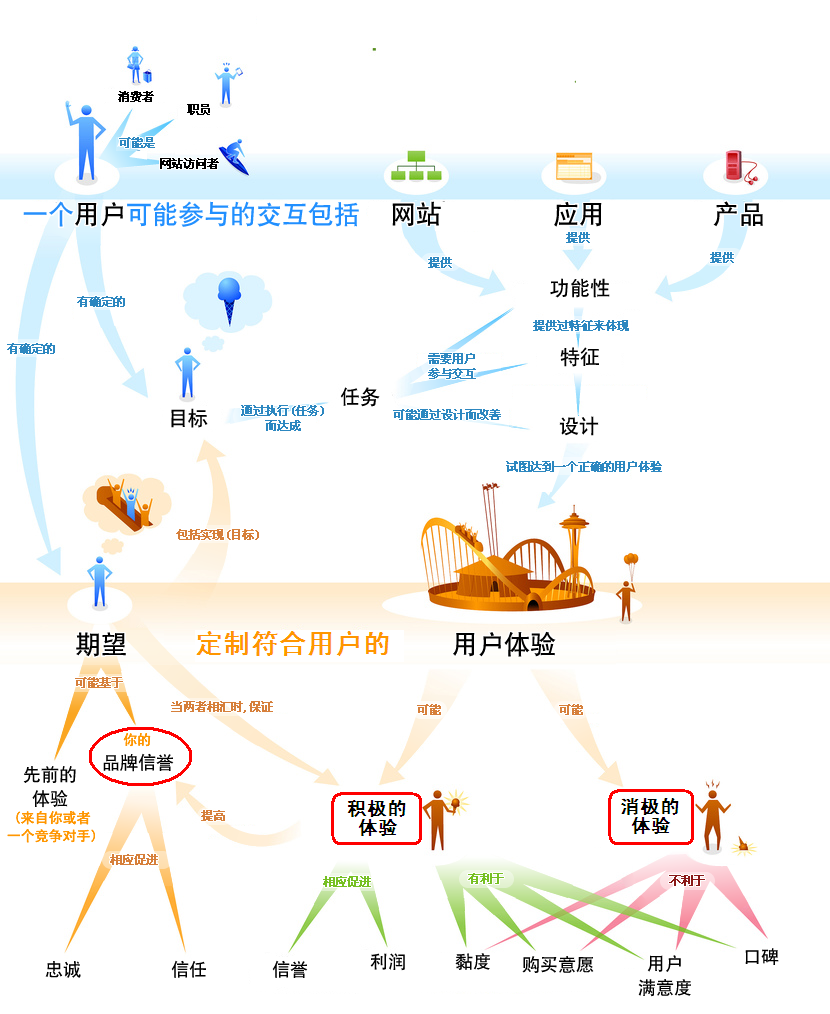 消费者
职员
可能是
网站访问者
一个用户可能参与的交互包括
网站
应用
产品
提供
提供
提供
功能性
有确定的
提供过特征来体现
有确定的
需要用户
参与交互
特征
任务
目标
通过执行(任务)
而达成
可能通过设计而改善
设计
试图达到一个正确的用户体验
包括实现(目标)
期望
定制符合用户的
用户体验
可能基于
当两者相汇时,保证
可能
可能
你的
品牌信誉
先前的
体验
(来自你或者
一个竞争对手)
积极的
体验
消极的
体验
提高
相应促进
相应促进
有利于
不利于
忠诚
信任
信誉
利润
黏度
购买意愿
用户
满意度
口碑